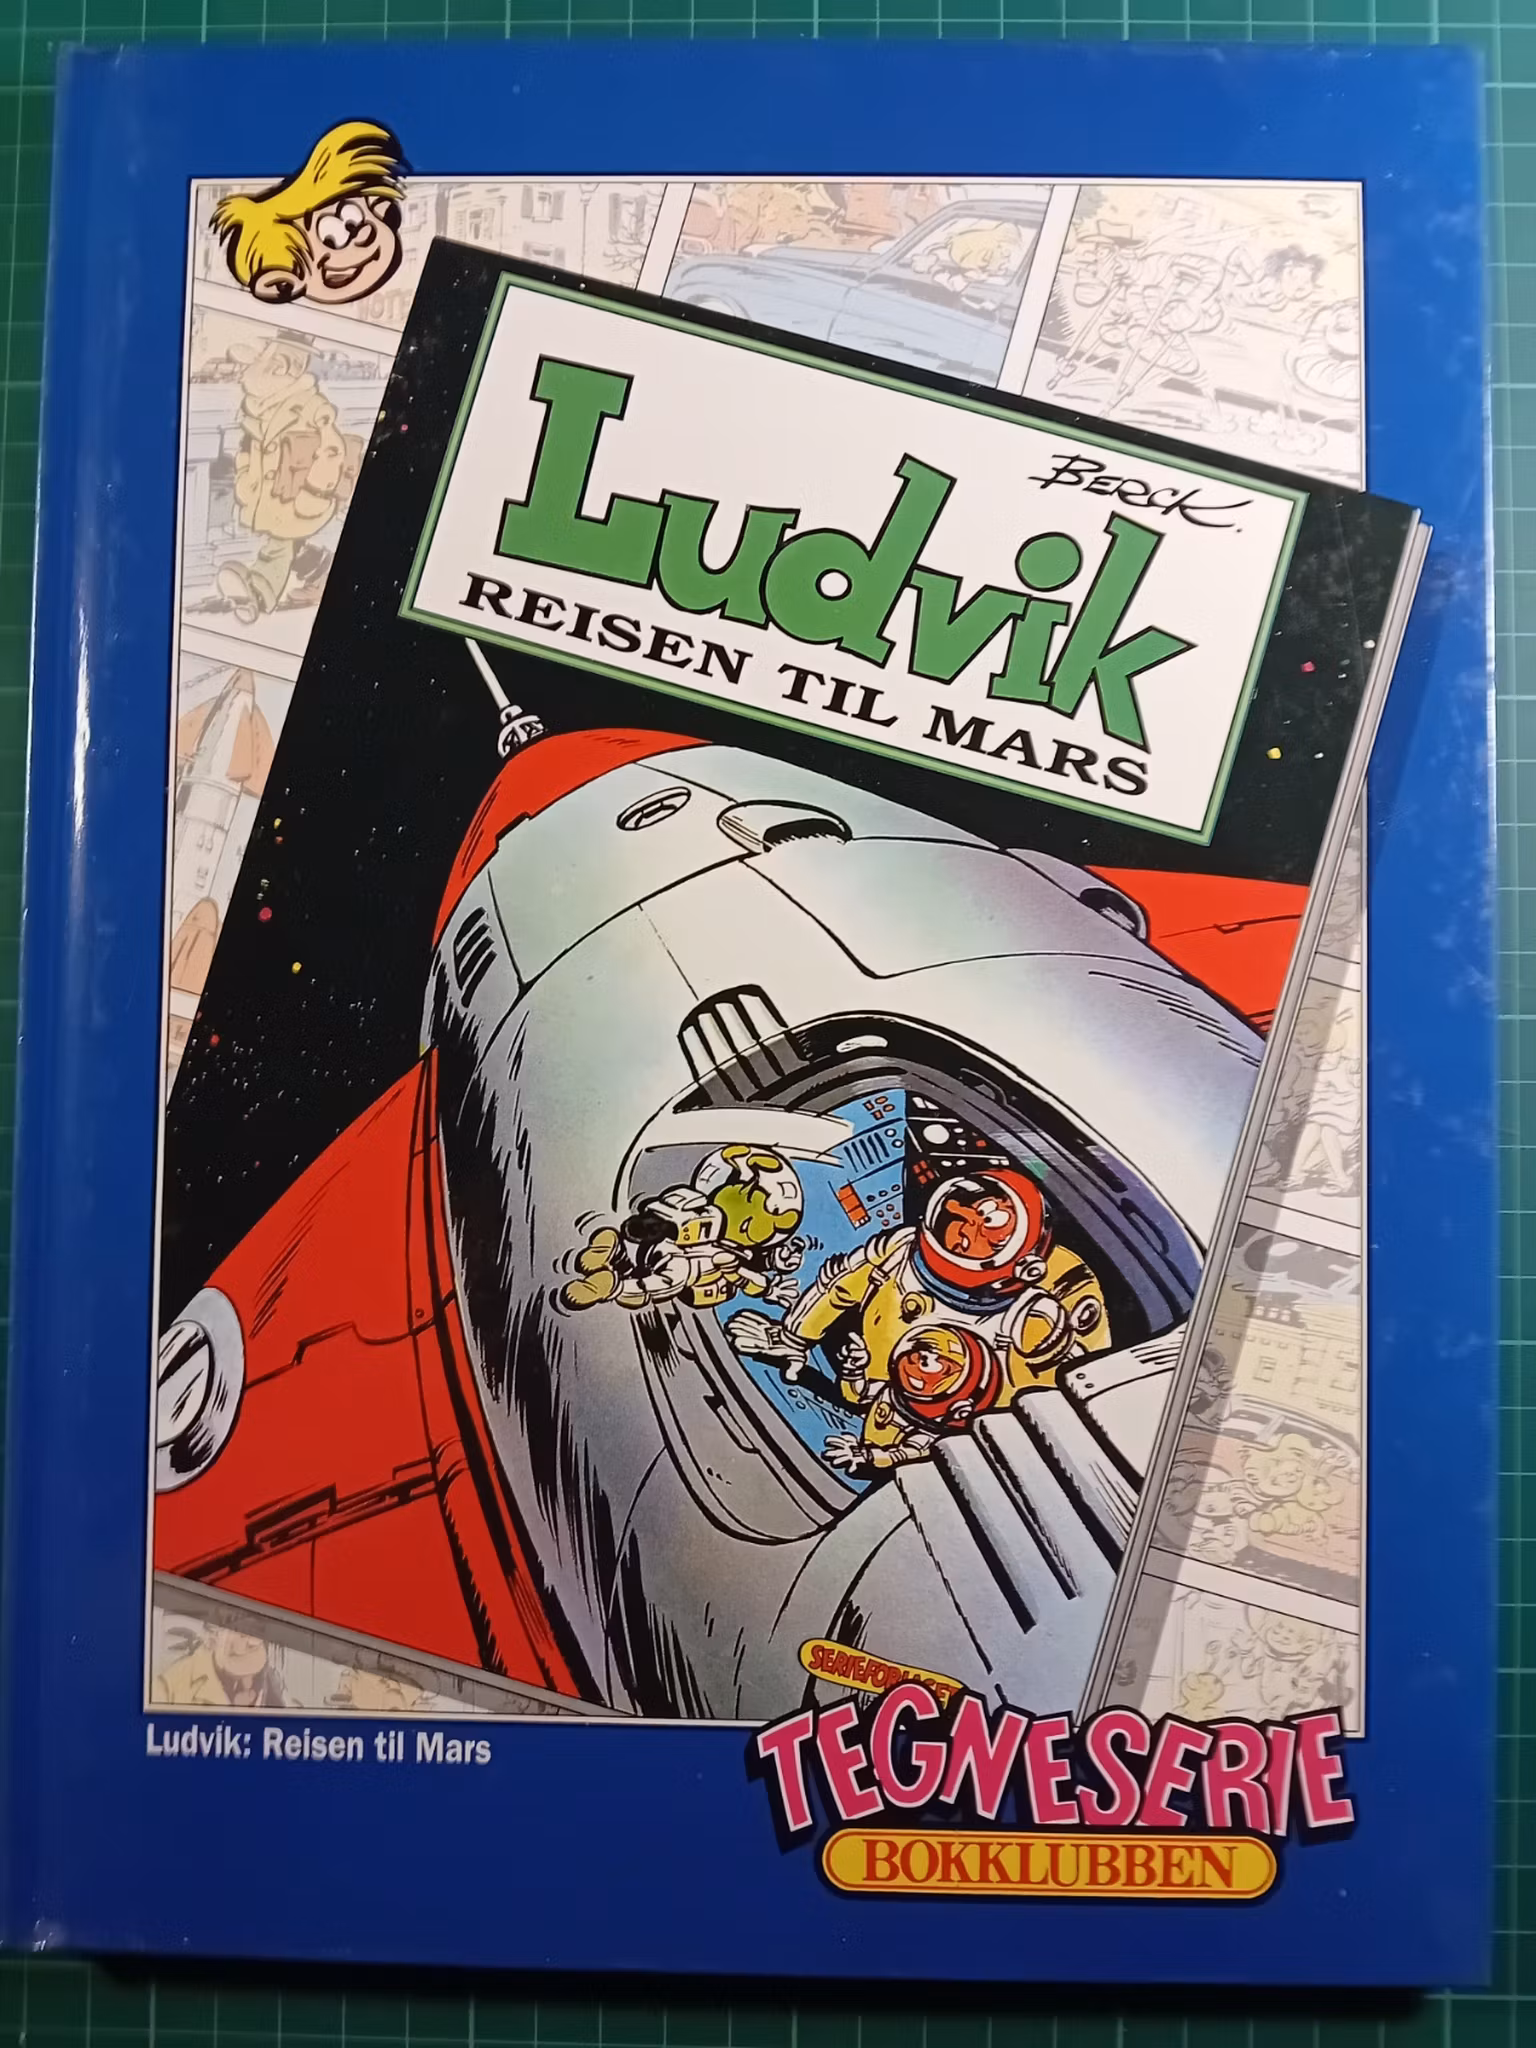 BERCK.
Ludvik
REISEN TIL MARS
Ludvik: Reisen til Mars
SERIEFORLAGET
TEGNESERIE
BOKKLUBBEN